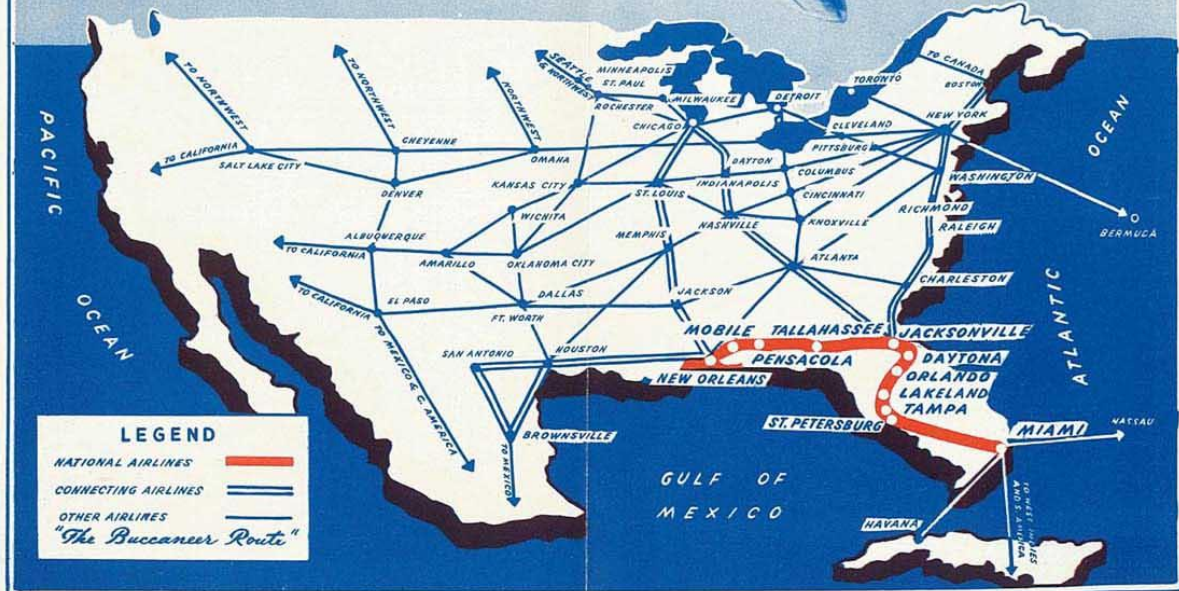 TO NORTHWEST
TO NORTHWEST
NORTHWEST
SEATTLE
& NORTHWEST
MINNEAPOLIS
ST. PAUL
ROCHESTER
MILWAUKEE
DETROIT
TORONTO
TO CANADA
BOSTON
CHICAGO
CLEVELAND
NEW YORK
TO CALIFORNIA
SALT LAKE CITY
CHEYENNE
OMAHA
PITTSBURG
DAYTON
COLUMBUS
WASHINGTON
DENVER
KANSAS CITY
ST. LOUIS
INDIANAPOLIS
CINCINNATI
RICHMOND
WICHITA
NASHVILLE
KNOXVILLE
RALEIGH
BERMUDA
PACIFIC
OCEAN
ATLANTIC
OCEAN
ALBUQUERQUE
TO CALIFORNIA
AMARILLO
OKLAHOMA CITY
MEMPHIS
ATLANTA
CHARLESTON
TO CALIFORNIA
EL PASO
DALLAS
FT. WORTH
JACKSON
TO MEXICO & C. AMERICA
SAN ANTONIO
HOUSTON
MOBILE
TALLAHASSEE
JACKSONVILLE
PENSACOLA
DAYTONA
NEW ORLEANS
ORLANDO
LAKELAND
TAMPA
ST. PETERSBURG
MIAMI
NASSAU
BROWNSVILLE
TO MEXICO
GULF OF
MEXICO
HAVANA
TO WEST INDIES
AND S. AMERICA
LEGEND
NATIONAL AIRLINES
CONNECTING AIRLINES
OTHER AIRLINES
"The Buccaneer Route"